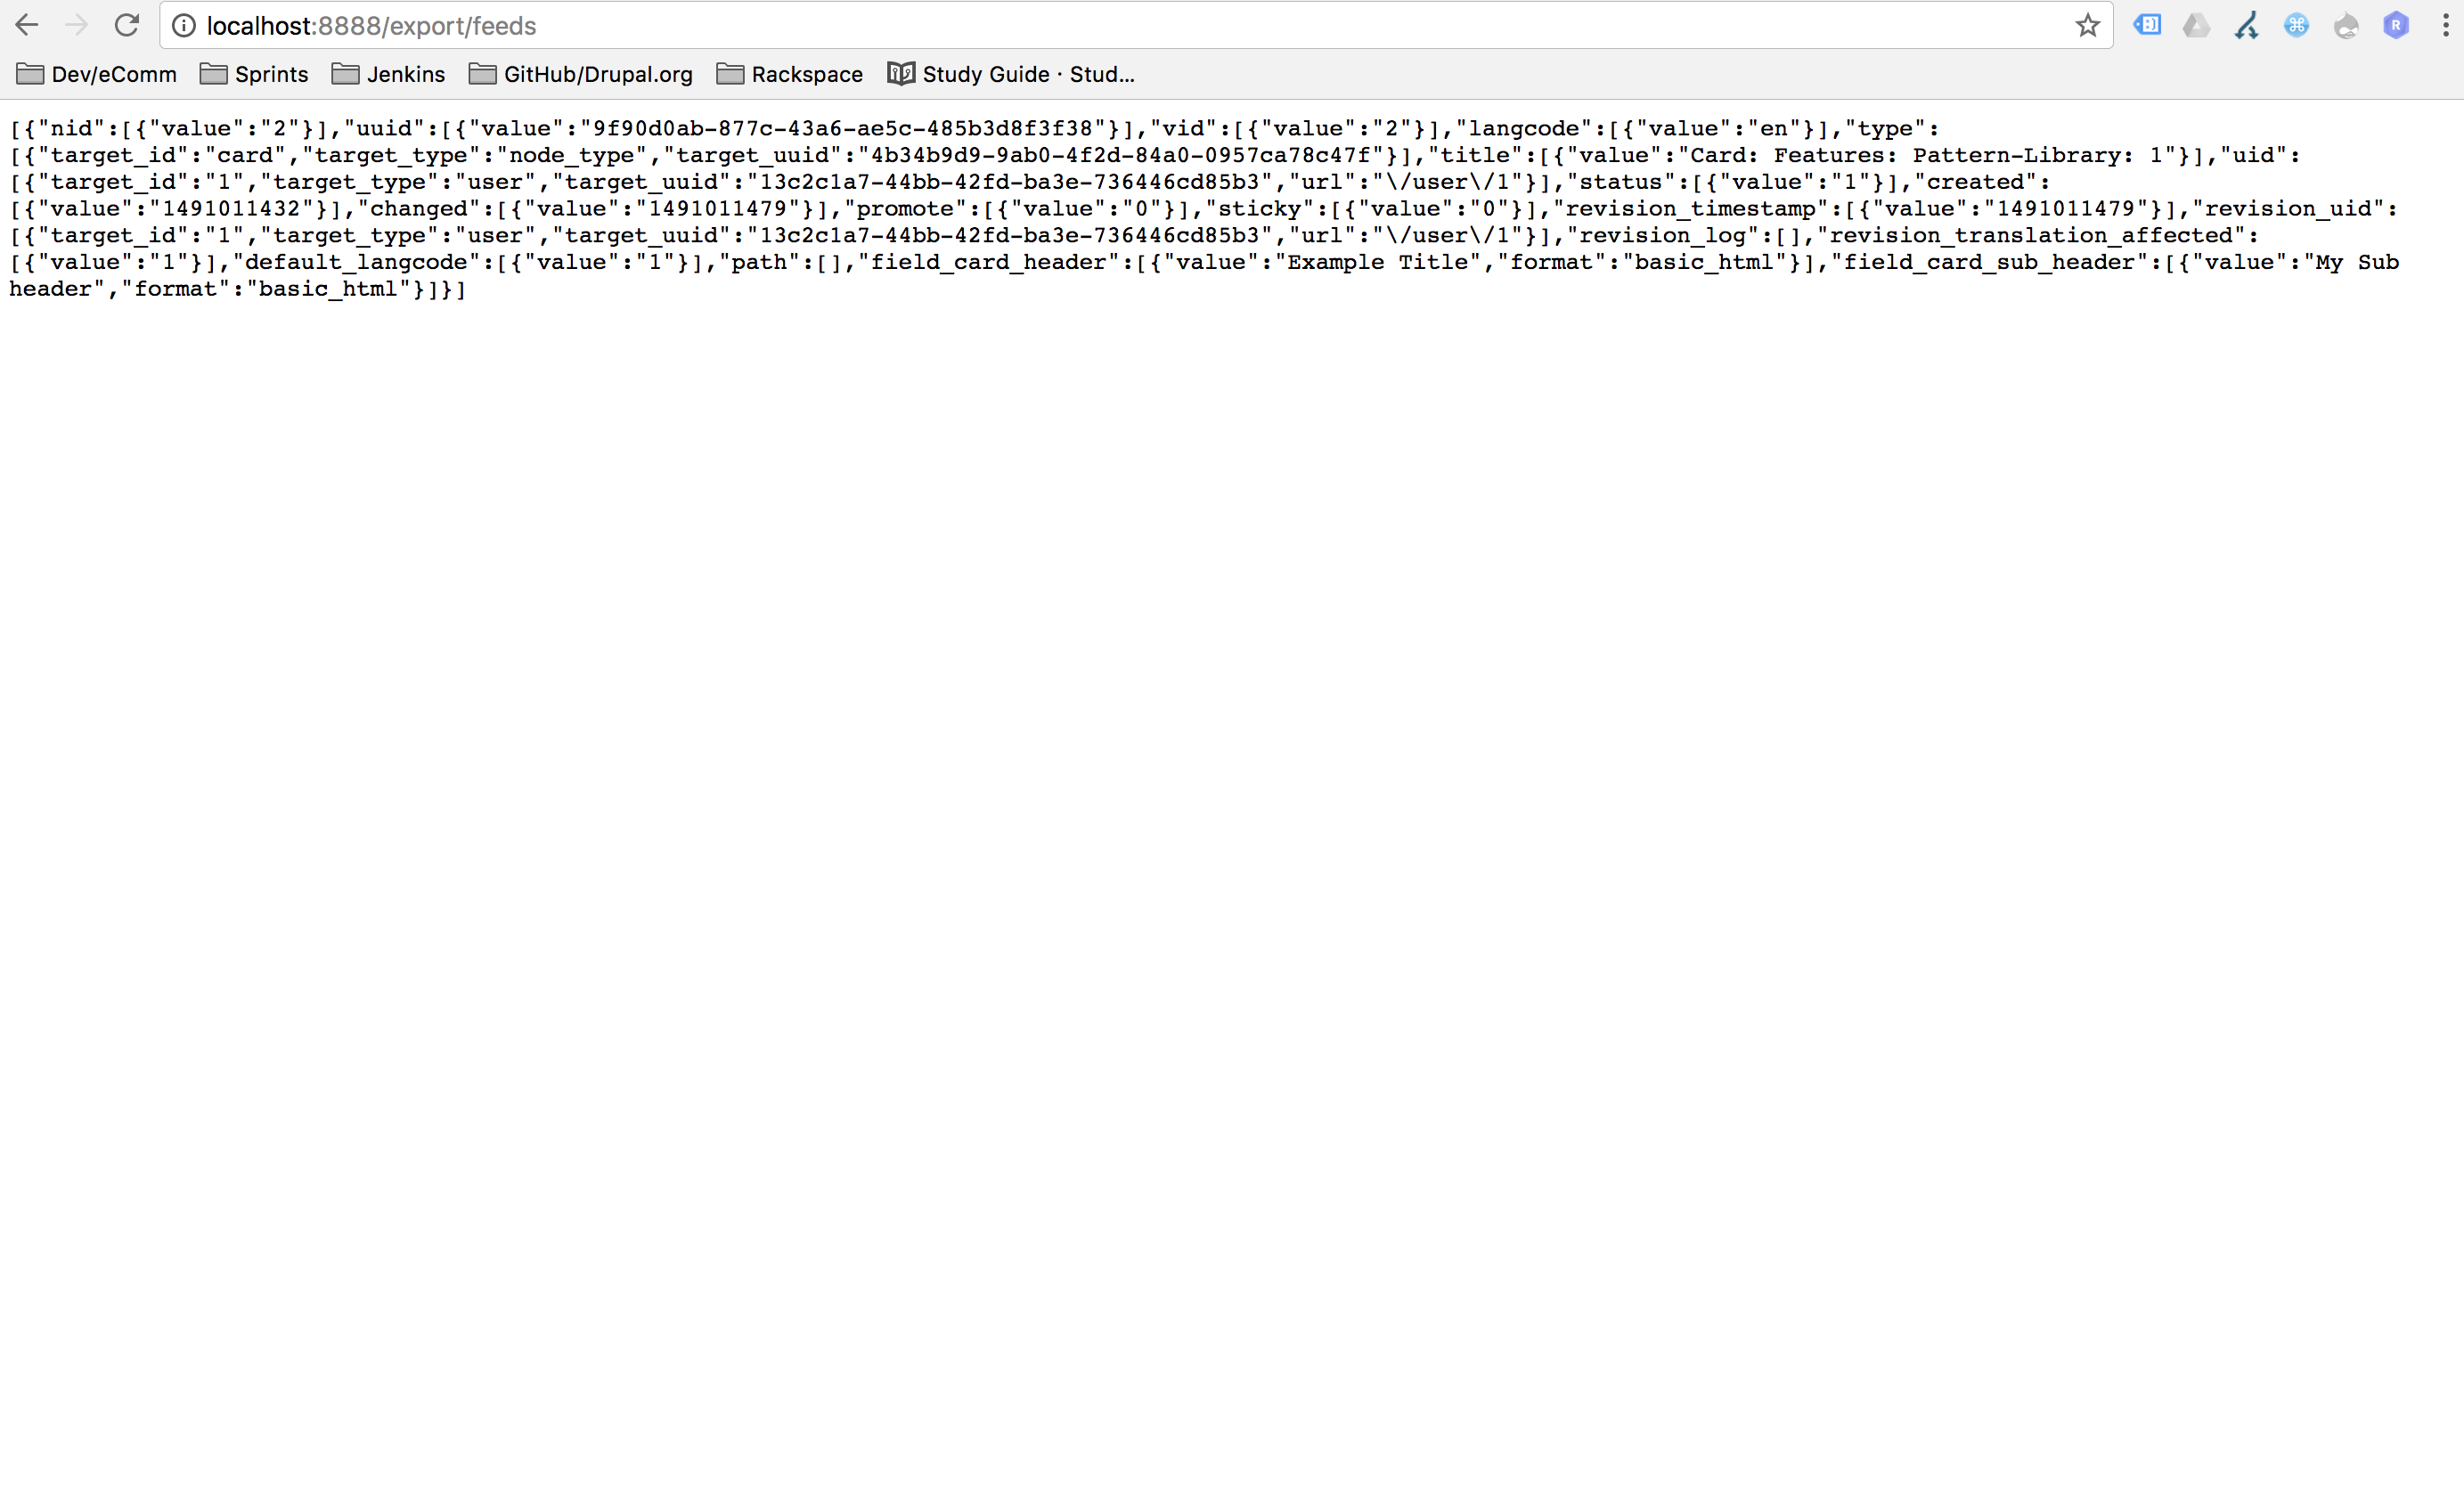 localhost:8888/export/feeds
Dev/eComm Sprints Jenkins GitHub/Drupal.org Rackspace Study Guide · Stud...
[{"nid":[{"value":"2"}],"uuid":[{"value":"9f90d0ab-877c-43a6-ae5c-485b3d8f3f38"}],"vid":[{"value":"2"}],"langcode":[{"value":"en"}],"type":
[{"target_id":"card","target_type":"node_type","target_uuid":"4b34b9d9-9ab0-4f2d-84a0-0957ca78c47f"}],"title":[{"value":"Card: Features: Pattern-Library: 1"}],"uid":
[{"target_id":"1","target_type":"user","target_uuid":"13c2c1a7-44bb-42fd-ba3e-736446cd85b3","url":"\/user\/1"}],"status":[{"value":"1"}],"created":
[{"value":"1491011432"}],"changed":[{"value":"1491011479"}],"promote":[{"value":"0"}],"sticky":[{"value":"0"}],"revision_timestamp":[{"value":"1491011479"}],"revision_uid":
[{"target_id":"1","target_type":"user","target_uuid":"13c2c1a7-44bb-42fd-ba3e-736446cd85b3","url":"\/user\/1"}],"revision_log":[],"revision_translation_affected":
[{"value":"1"}],"default_langcode":[{"value":"1"}],"path":[],"field_card_header":[{"value":"Example Title","format":"basic_html"}],"field_card_sub_header":[{"value":"My Sub
header","format":"basic_html"}]}]